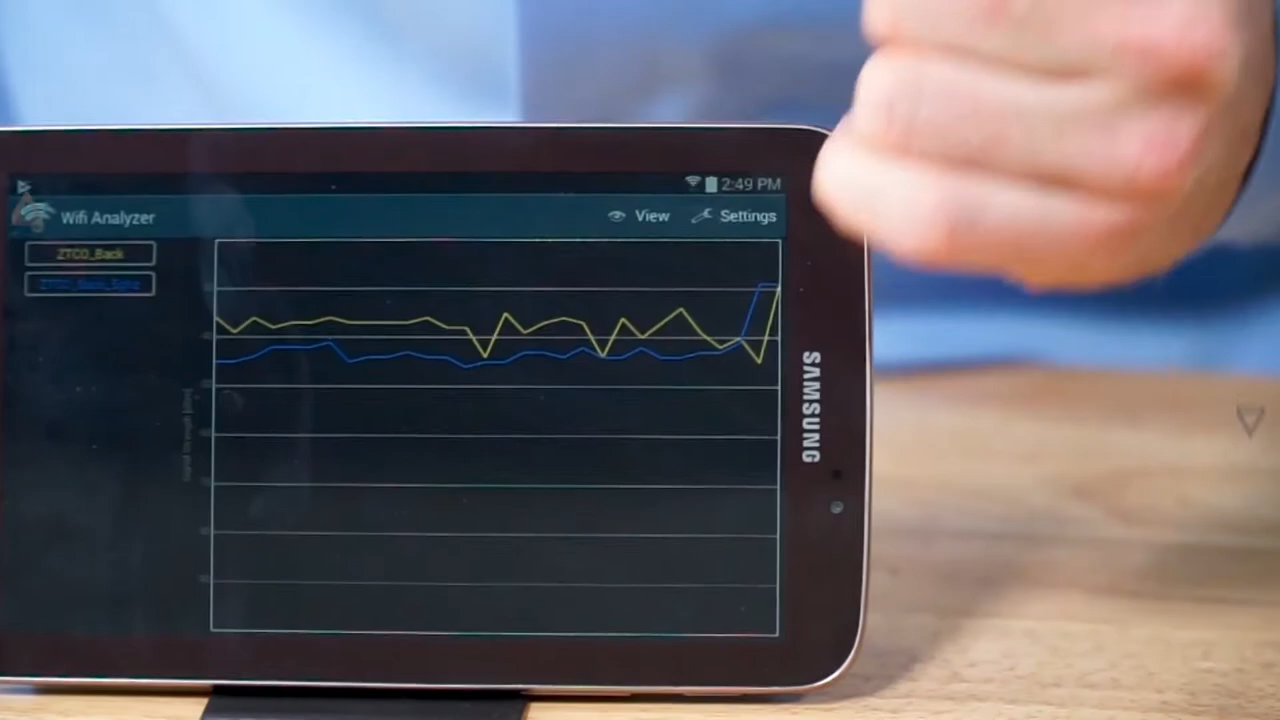 2:49 PM
Wifi Analyzer
View
Settings
ZTCO_Back
SAMSUNG